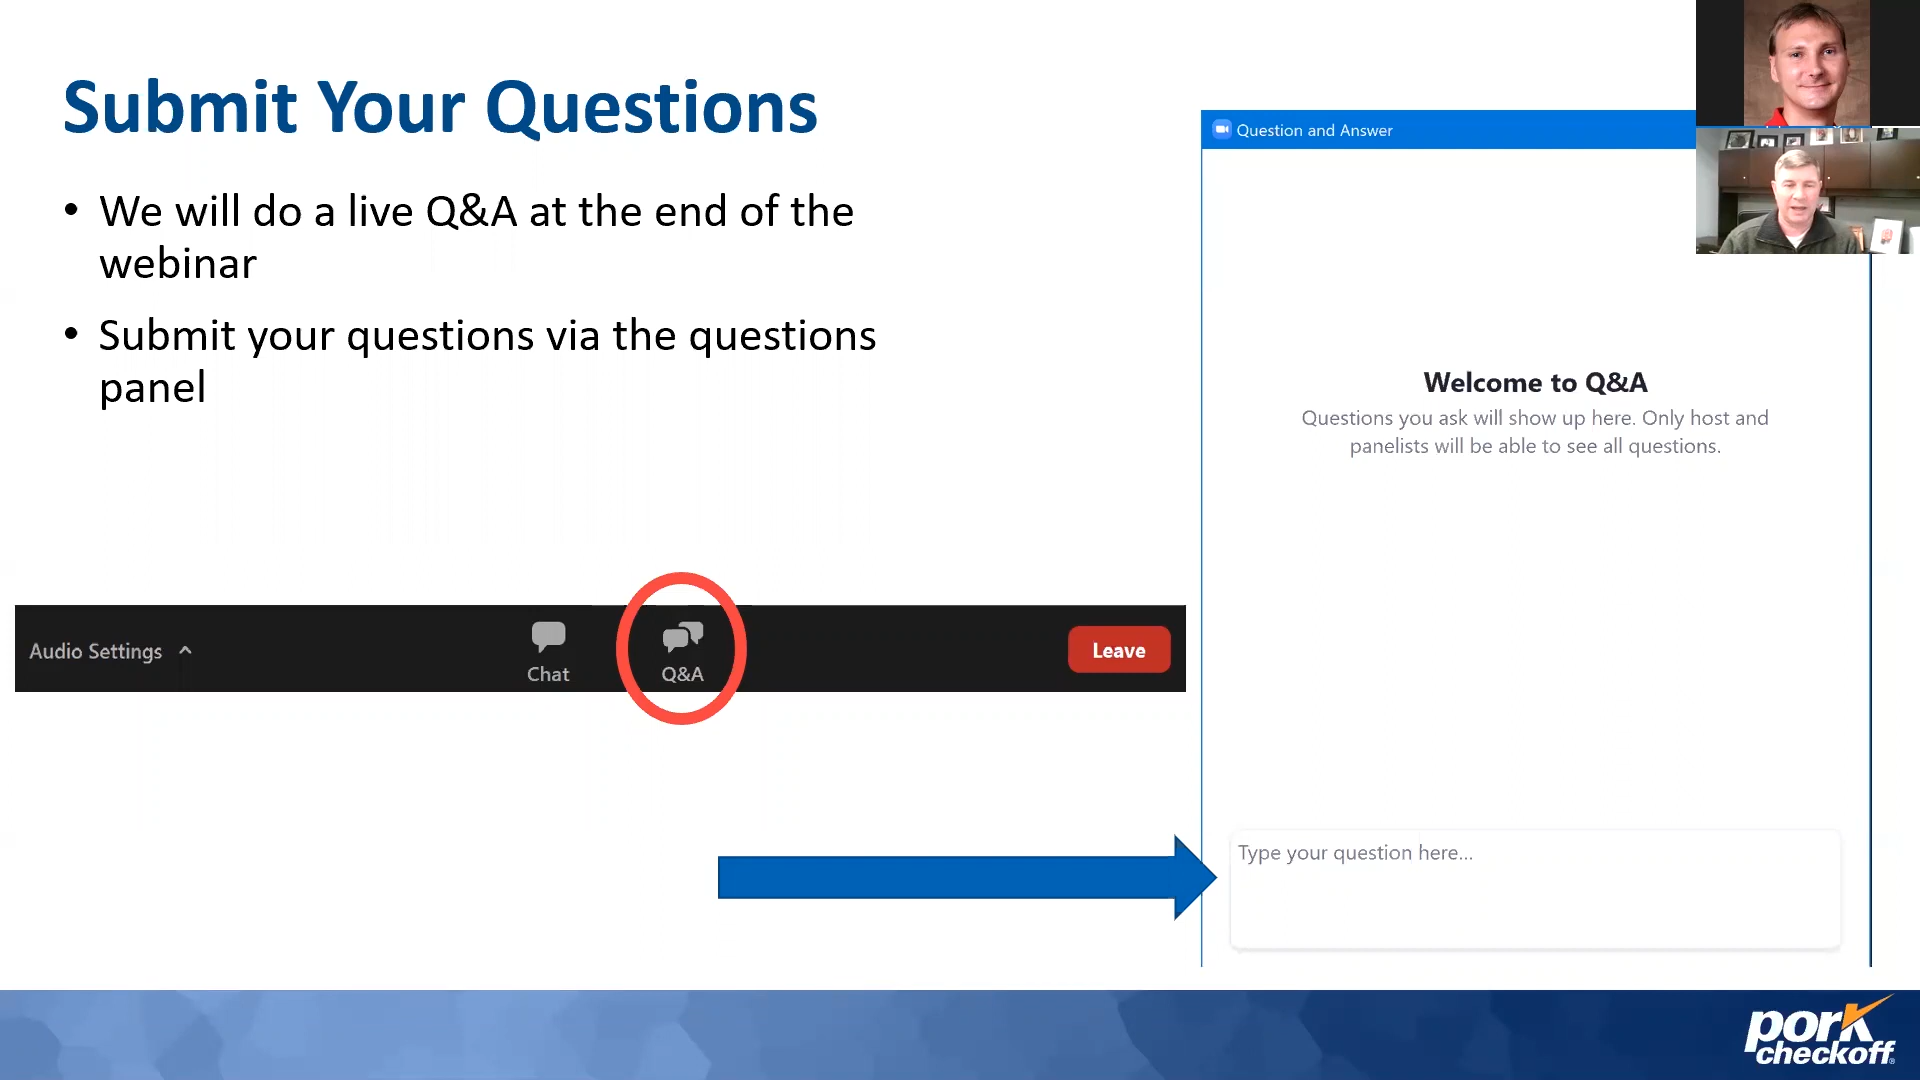 Submit Your Questions
• We will do a live Q&A at the end of the
webinar
• Submit your questions via the questions
panel
Audio Settings
Chat
Q&A
Leave
Question and Answer
Welcome to Q&A
Questions you ask will show up here. Only host and
panelists will be able to see all questions.
Type your question here...
pork
checkoff®